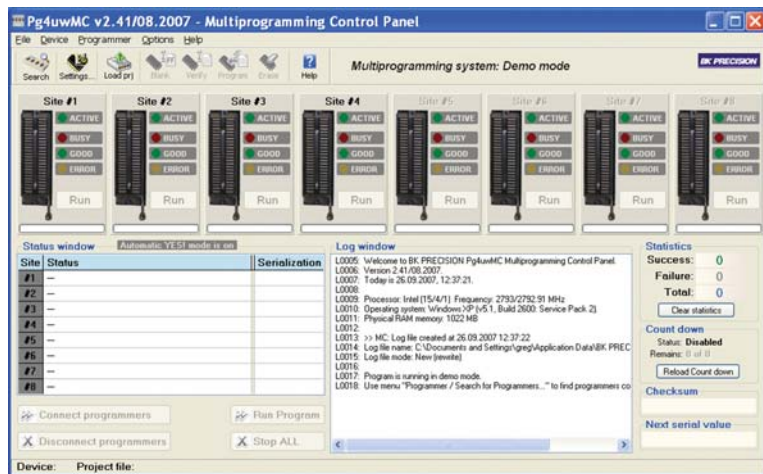 Pg4uwMC v2.41/08.2007 - Multiprogramming Control Panel
File Device Programmer Options Help
Search Settings... Load prj Blank Verify Program Erase Help
Multiprogramming system: Demo mode
BK PRECISION
Site #1 Site #2 Site #3 Site #4 Site #5 Site #6 Site #7 Site #8
ACTIVE ACTIVE ACTIVE ACTIVE ACTIVE ACTIVE ACTIVE ACTIVE
BUSY BUSY BUSY BUSY BUSY BUSY BUSY BUSY
GOOD GOOD GOOD GOOD GOOD GOOD GOOD GOOD
ERROR ERROR ERROR ERROR ERROR ERROR ERROR ERROR
Run Run Run Run Run Run Run Run
Status window Automatic YES! mode is on
Site Status Serialization
#1 –
#2 –
#3 –
#4 –
#5 –
#6 –
#7 –
#8 –
Connect programmers Run Program
Disconnect programmers Stop ALL
Log window
L0005: Welcome to BK PRECISION Pg4uwMC Multiprogramming Control Panel.
L0006: Version 2.41/08.2007.
L0007: Today is 26.09.2007, 12:37:21.
L0008:
L0009: Processor: Intel (15/4/1) Frequency: 2793/2792.91 MHz
L0010: Operating system: Windows XP (v5.1, Build 2600: Service Pack 2)
L0011: Physical RAM memory: 1022 MB
L0012:
L0013: >> MC: Log file created at 26.09.2007 12:37:22
L0014: Log file name: C:\Documents and Settings\greg\Application Data\BK PREC
L0015: Log file mode: New (rewrite)
L0016:
L0017: Program is running in demo mode.
L0018: Use menu "Programmer / Search for Programmers..." to find programmers co
Statistics
Success: 0
Failure: 0
Total: 0
Clear statistics
Count down
Status: Disabled
Remains: 0 of 0
Reload Count down
Checksum
Next serial value
Device: Project file: